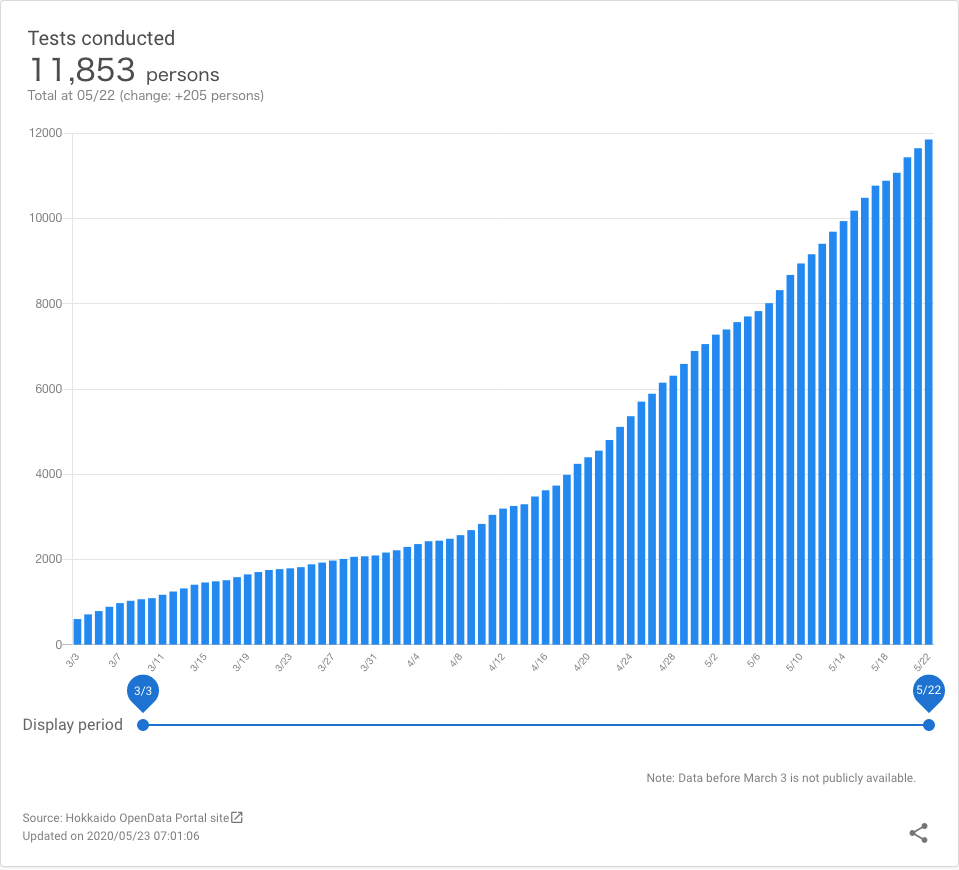 Tests conducted
11,853 persons
Total at 05/22 (change: +205 persons)
12000
10000
8000
6000
4000
2000
0
3/3 3/7 3/11 3/15 3/19 3/23 3/27 3/31 4/4 4/8 4/12 4/16 4/20 4/24 4/28 5/2 5/6 5/10 5/14 5/18 5/22
3/3 5/22
Display period
Note: Data before March 3 is not publicly available.
Source: Hokkaido OpenData Portal site
Updated on 2020/05/23 07:01:06